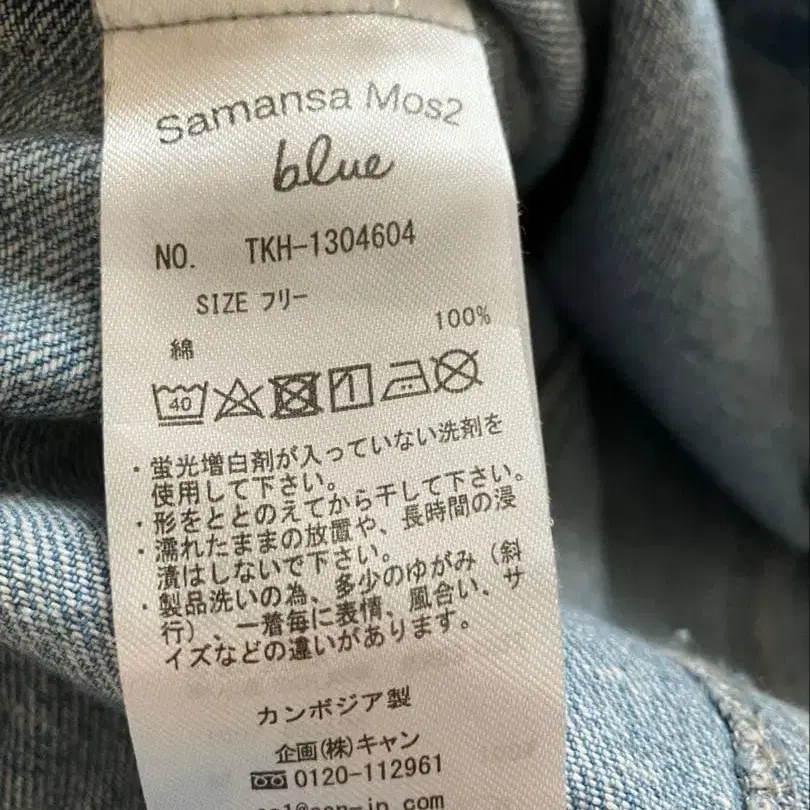 Samansa Mos2
blue
NO. TKH-1304604
SIZE フリー
綿 100%
40
・蛍光増白剤が入っていない洗剤を
使用して下さい。
・形をととのえてから干して下さい。
・濡れたままの放置や、長時間の浸
漬はしないで下さい。
・製品洗いの為、多少のゆがみ（斜
行）、一着毎に表情、風合い、サ
イズなどの違いがあります。
カンボジア製
企画(株)キャン
0120-112961